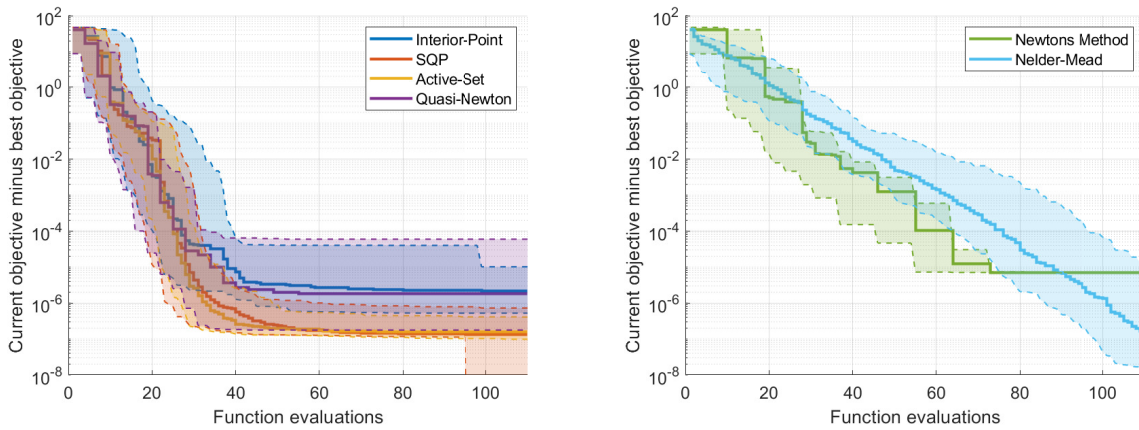 Current objective minus best objective
10^2
10^0
10^-2
10^-4
10^-6
10^-8
Interior-Point
SQP
Active-Set
Quasi-Newton
0 20 40 60 80 100
Function evaluations
Current objective minus best objective
10^2
10^0
10^-2
10^-4
10^-6
10^-8
Newtons Method
Nelder-Mead
0 20 40 60 80 100
Function evaluations